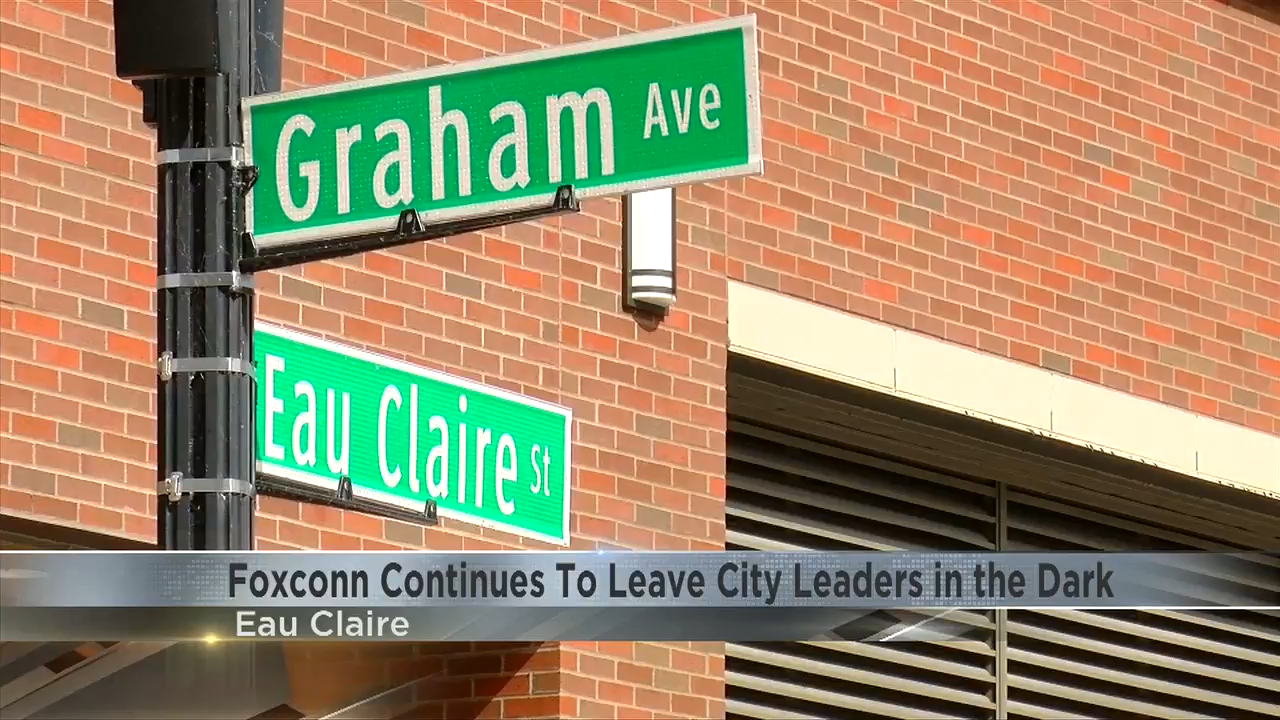 Graham Ave
Eau Claire St
Foxconn Continues To Leave City Leaders in the Dark
Eau Claire